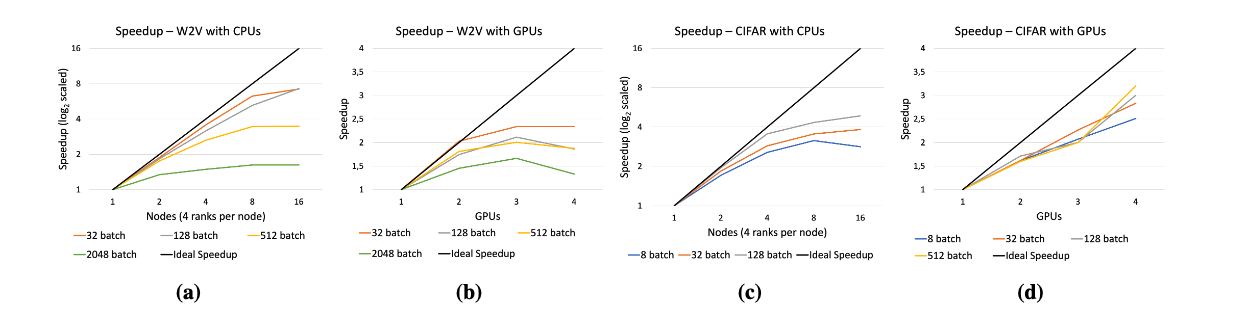 Speedup – W2V with CPUs
16
8
4
2
1
Speedup (log2 scaled)
1 2 4 8 16
Nodes (4 ranks per node)
32 batch 128 batch 512 batch
2048 batch Ideal Speedup
(a)
Speedup – W2V with GPUs
4
3,5
3
2,5
2
1,5
1
Speedup
1 2 3 4
GPUs
32 batch 128 batch 512 batch
2048 batch Ideal Speedup
(b)
Speedup – CIFAR with CPUs
16
8
4
2
1
Speedup (log2 scaled)
1 2 4 8 16
Nodes (4 ranks per node)
8 batch 32 batch 128 batch Ideal Speedup
(c)
Speedup – CIFAR with GPUs
4
3,5
3
2,5
2
1,5
1
Speedup
1 2 3 4
GPUs
8 batch 32 batch 128 batch
512 batch Ideal Speedup
(d)